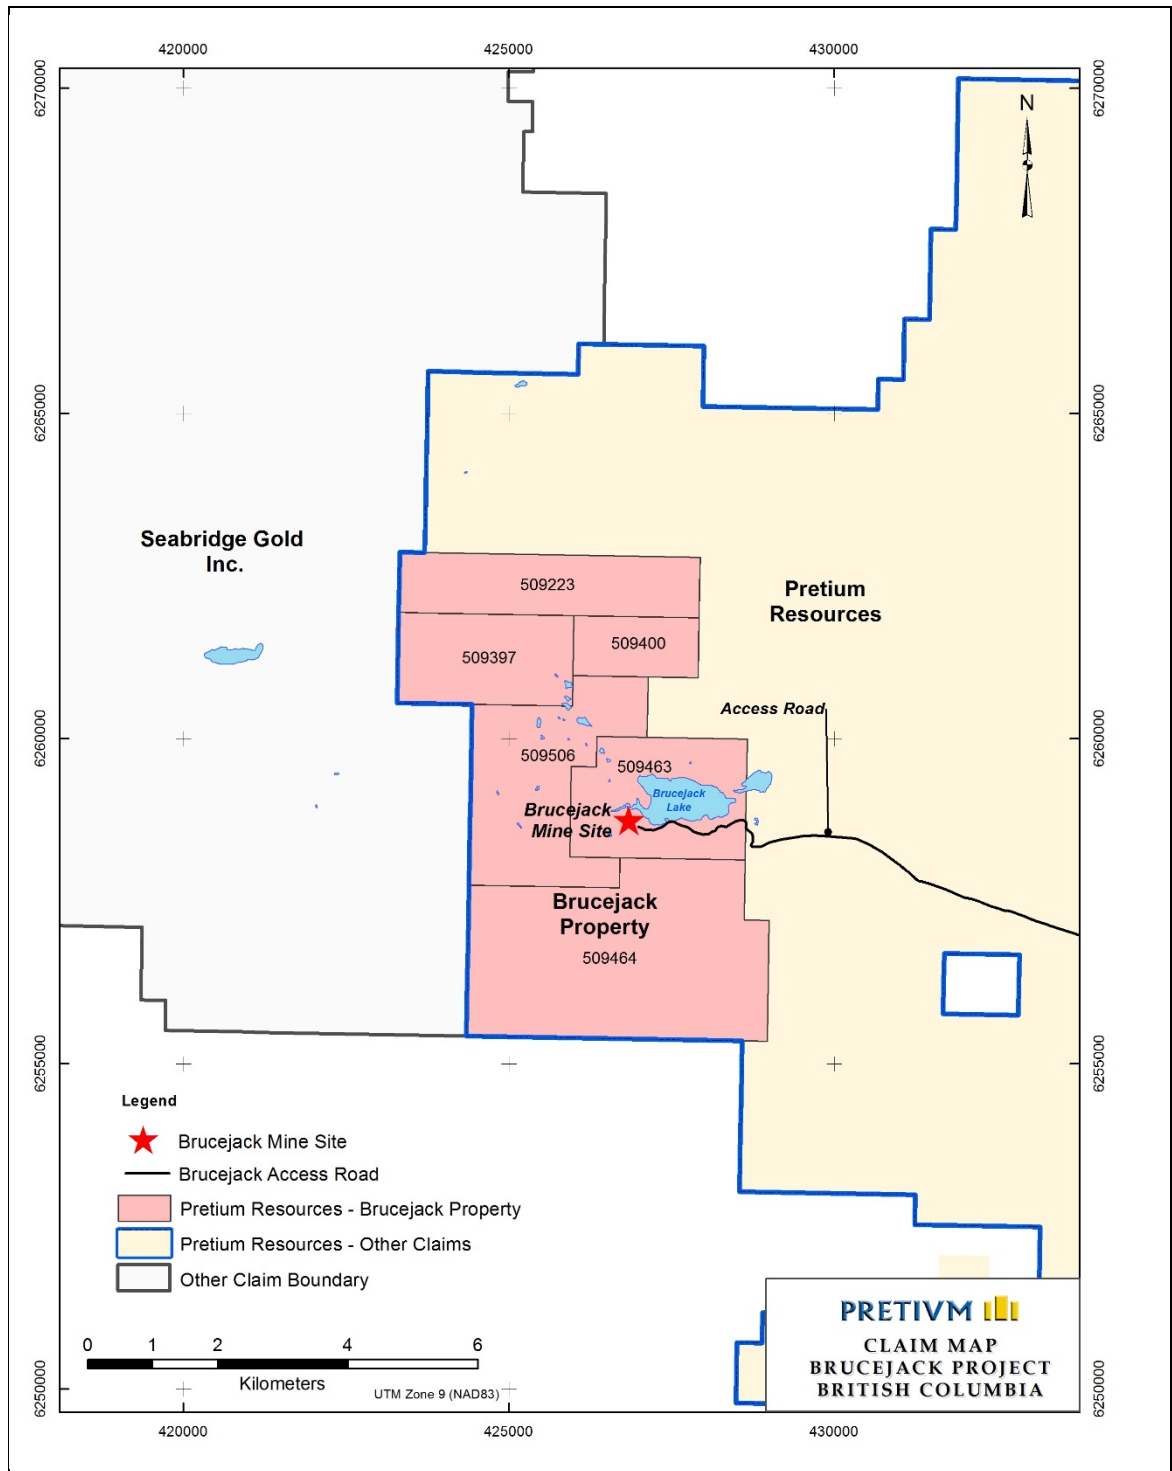 420000
425000
430000
6270000
6270000
N
6265000
6265000
Seabridge Gold
Inc.
509223
Pretium
Resources
509400
509397
Access Road
6260000
6260000
509506
509463
Brucejack
Lake
Brucejack
Mine Site
Brucejack
Property
509464
6255000
6255000
Legend
Brucejack Mine Site
Brucejack Access Road
Pretium Resources - Brucejack Property
Pretium Resources - Other Claims
Other Claim Boundary
0 1 2 4 6
Kilometers
UTM Zone 9 (NAD83)
PRETIVM
CLAIM MAP
BRUCEJACK PROJECT
BRITISH COLUMBIA
6250000
6250000
420000
425000
430000